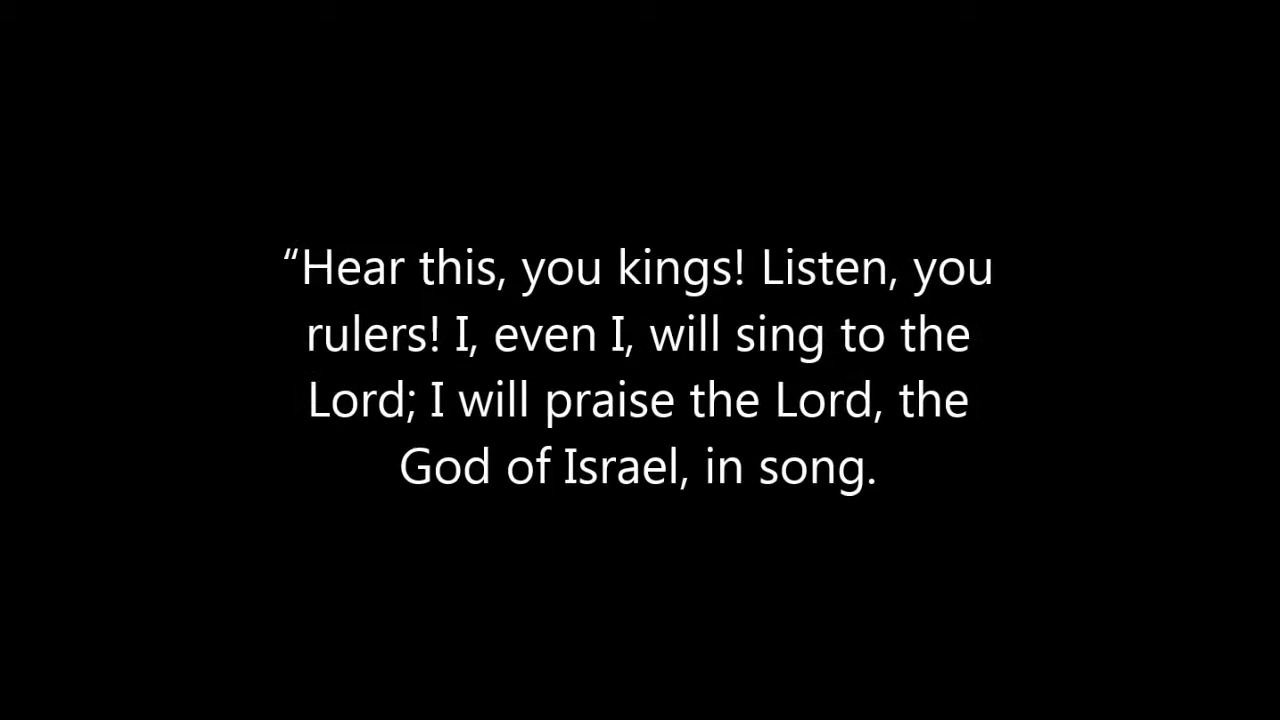 “Hear this, you kings! Listen, you
rulers! I, even I, will sing to the
Lord; I will praise the Lord, the
God of Israel, in song.